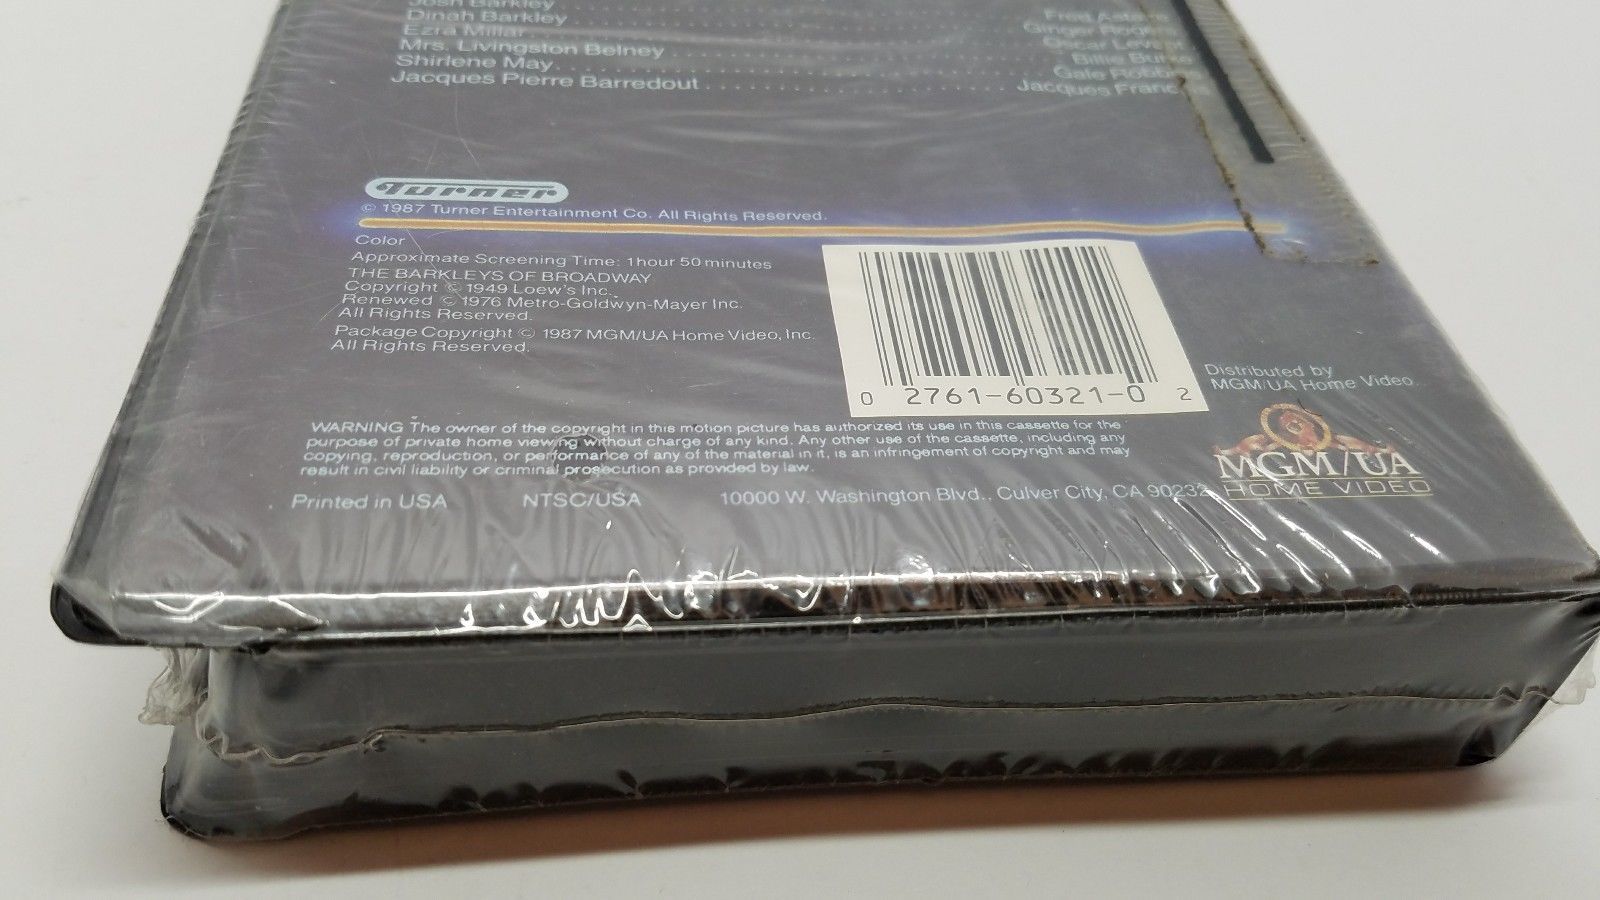 Josh Barkley
Dinah Barkley Fred Astaire
Ezra Millar Ginger Rogers
Mrs. Livingston Belney Oscar Levant
Shirlene May Billie Burke
Jacques Pierre Barredout Gale Robbins
Jacques François
Turner
© 1987 Turner Entertainment Co. All Rights Reserved.
Color
Approximate Screening Time: 1 hour 50 minutes
THE BARKLEYS OF BROADWAY
Copyright © 1949 Loew's Inc.,
Renewed © 1976 Metro-Goldwyn-Mayer Inc.
All Rights Reserved.
Package Copyright © 1987 MGM/UA Home Video, Inc.
All Rights Reserved.
0 2761-60321-0 2
Distributed by
MGM/UA Home Video.
WARNING The owner of the copyright in this motion picture has authorized its use in this cassette for the
purpose of private home viewing without charge of any kind. Any other use of the cassette, including any
copying, reproduction, or performance of any of the material in it, is an infringement of copyright and may
result in civil liability or criminal prosecution as provided by law.
MGM/UA
HOME VIDEO
Printed in USA NTSC/USA 10000 W. Washington Blvd., Culver City, CA 90232